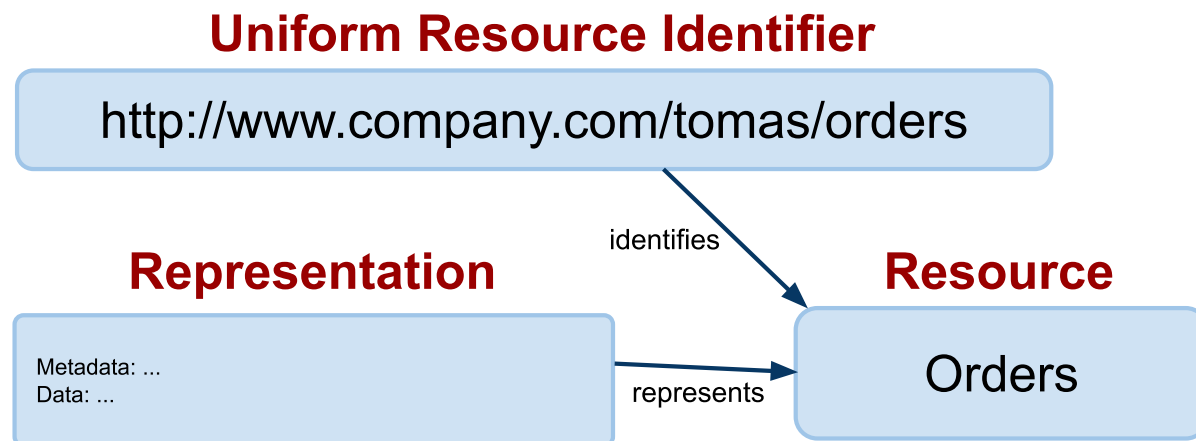 Uniform Resource Identifier
http://www.company.com/tomas/orders
identifies
Representation
Resource
Metadata: ...
Data: ...
represents
Orders